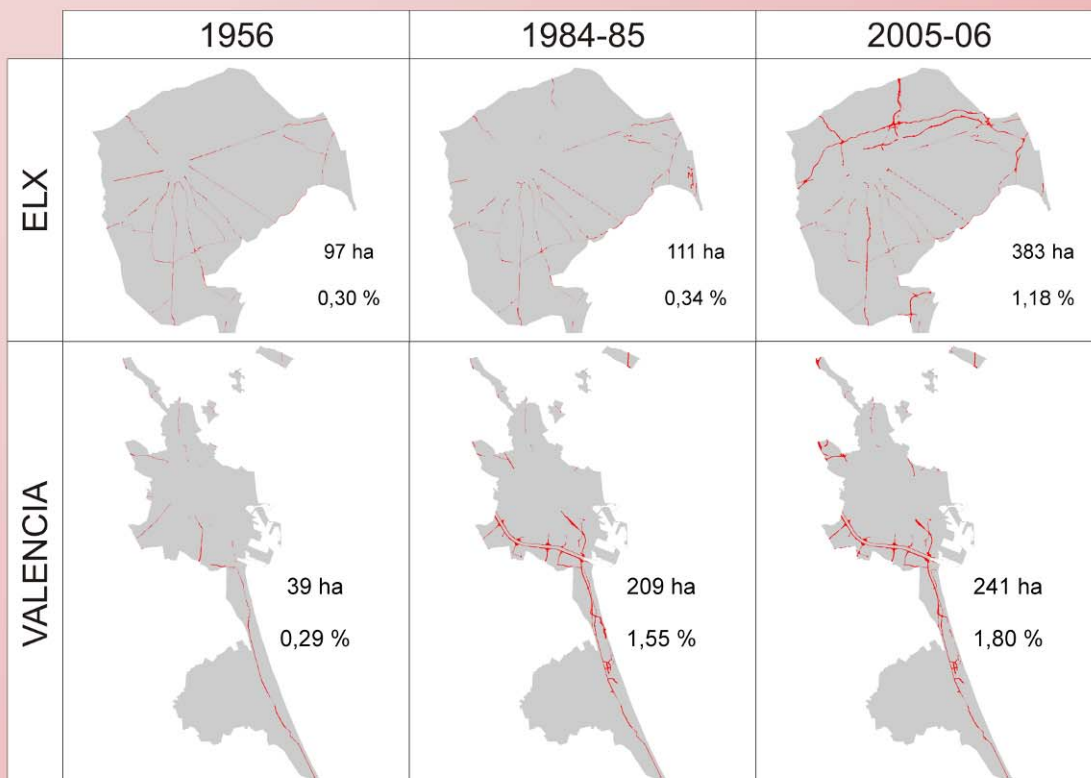 1956
1984-85
2005-06
ELX
97 ha
0,30 %
111 ha
0,34 %
383 ha
1,18 %
VALENCIA
39 ha
0,29 %
209 ha
1,55 %
241 ha
1,80 %